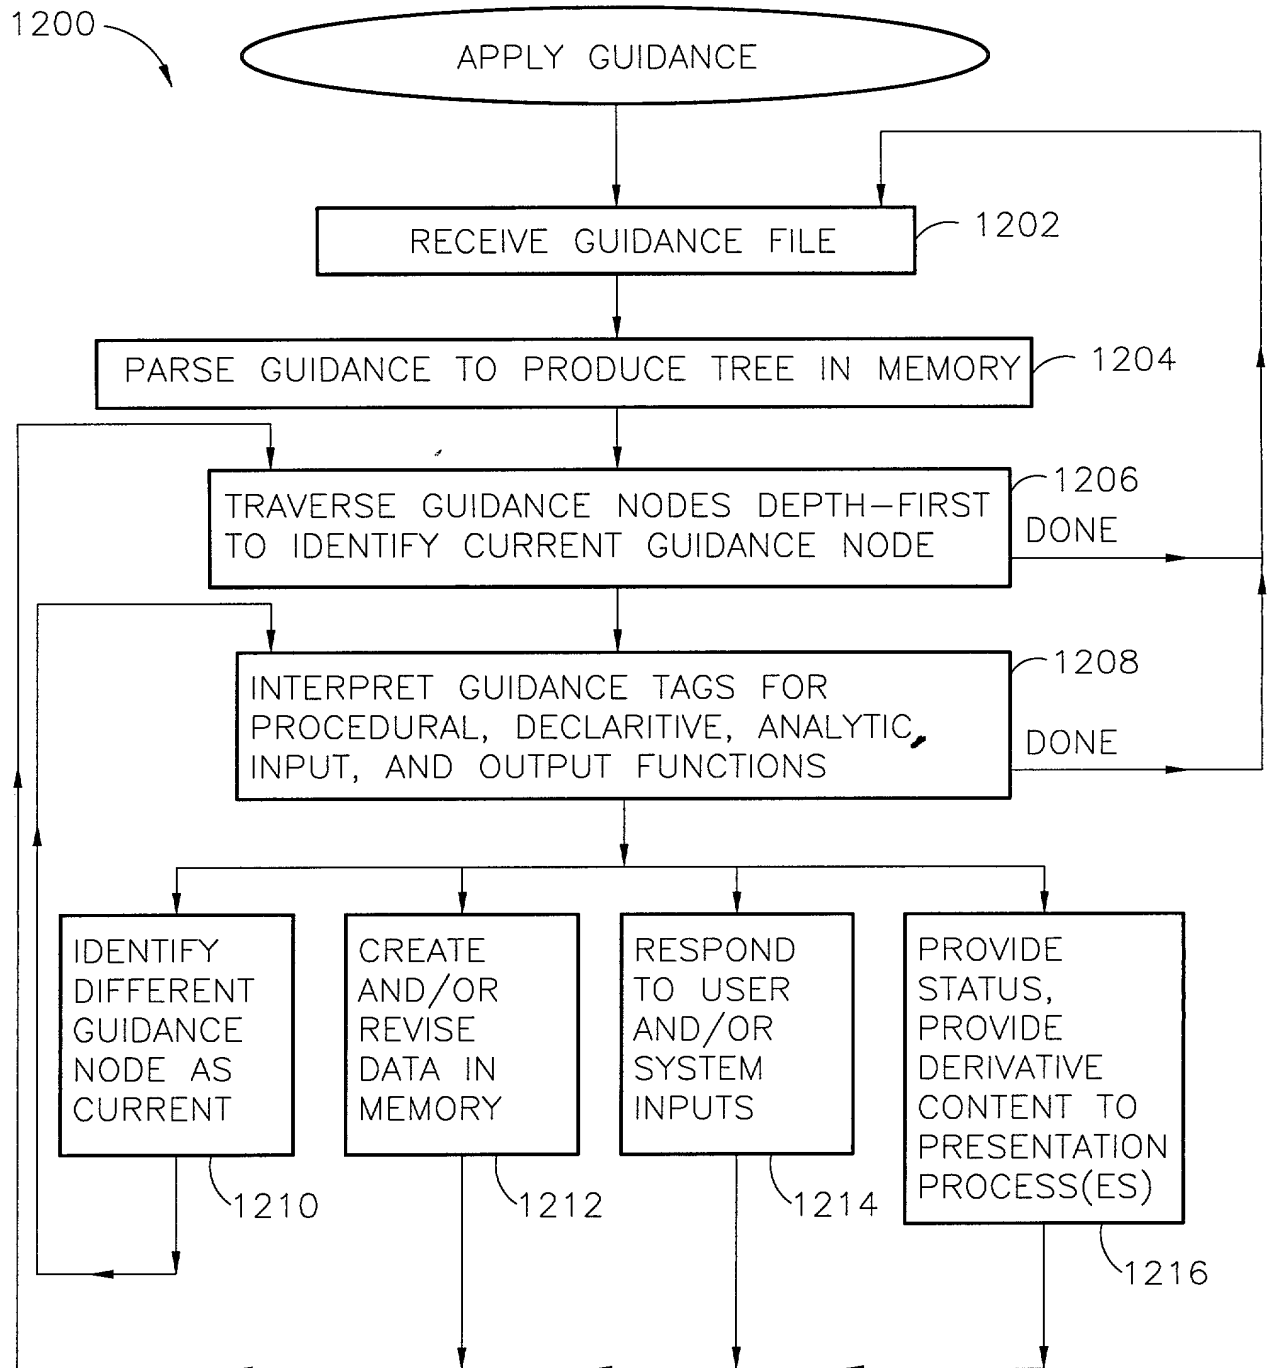 1200
APPLY GUIDANCE
RECEIVE GUIDANCE FILE
1202
PARSE GUIDANCE TO PRODUCE TREE IN MEMORY
1204
TRAVERSE GUIDANCE NODES DEPTH-FIRST
TO IDENTIFY CURRENT GUIDANCE NODE
1206
DONE
INTERPRET GUIDANCE TAGS FOR
PROCEDURAL, DECLARITIVE, ANALYTIC,
INPUT, AND OUTPUT FUNCTIONS
1208
DONE
IDENTIFY
DIFFERENT
GUIDANCE
NODE AS
CURRENT
1210
CREATE
AND/OR
REVISE
DATA IN
MEMORY
1212
RESPOND
TO USER
AND/OR
SYSTEM
INPUTS
1214
PROVIDE
STATUS,
PROVIDE
DERIVATIVE
CONTENT TO
PRESENTATION
PROCESS(ES)
1216